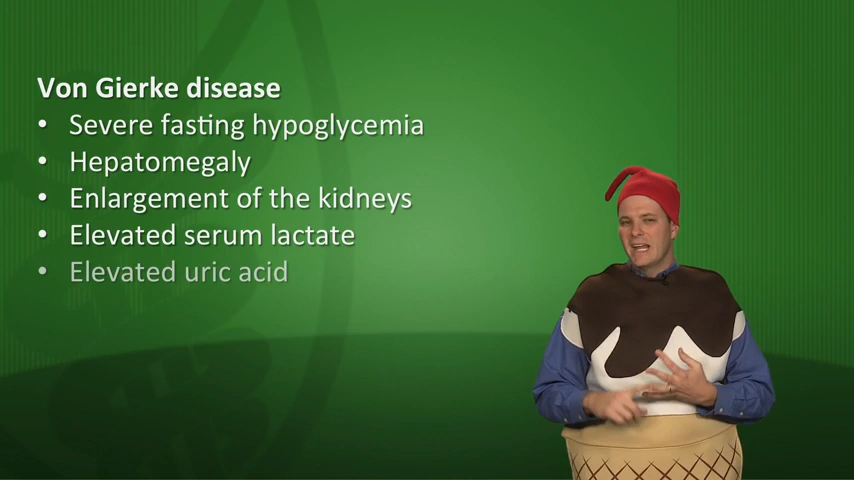 Von Gierke disease
• Severe fasting hypoglycemia
• Hepatomegaly
• Enlargement of the kidneys
• Elevated serum lactate
• Elevated uric acid